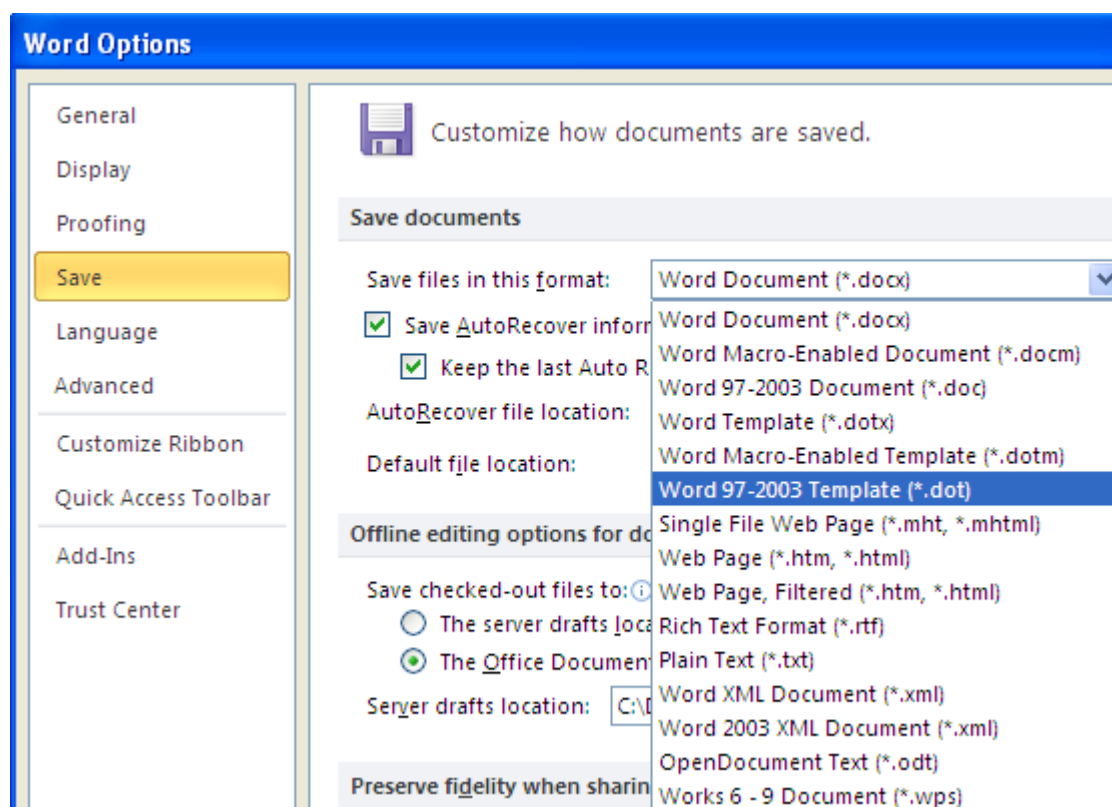 Word Options
General
Display
Proofing
Save
Language
Advanced
Customize Ribbon
Quick Access Toolbar
Add-Ins
Trust Center
Customize how documents are saved.
Save documents
Save files in this format: Word Document (*.docx)
Save AutoRecover inforr
Keep the last Auto R
AutoRecover file location:
Default file location:
Word Document (*.docx)
Word Macro-Enabled Document (*.docm)
Word 97-2003 Document (*.doc)
Word Template (*.dotx)
Word Macro-Enabled Template (*.dotm)
Word 97-2003 Template (*.dot)
Single File Web Page (*.mht, *.mhtml)
Web Page (*.htm, *.html)
Web Page, Filtered (*.htm, *.html)
Rich Text Format (*.rtf)
Plain Text (*.txt)
Word XML Document (*.xml)
Word 2003 XML Document (*.xml)
OpenDocument Text (*.odt)
Works 6 - 9 Document (*.wps)
Offline editing options for do
Save checked-out files to:
The server drafts loca
The Office Documen
Server drafts location: C:\
Preserve fidelity when sharin